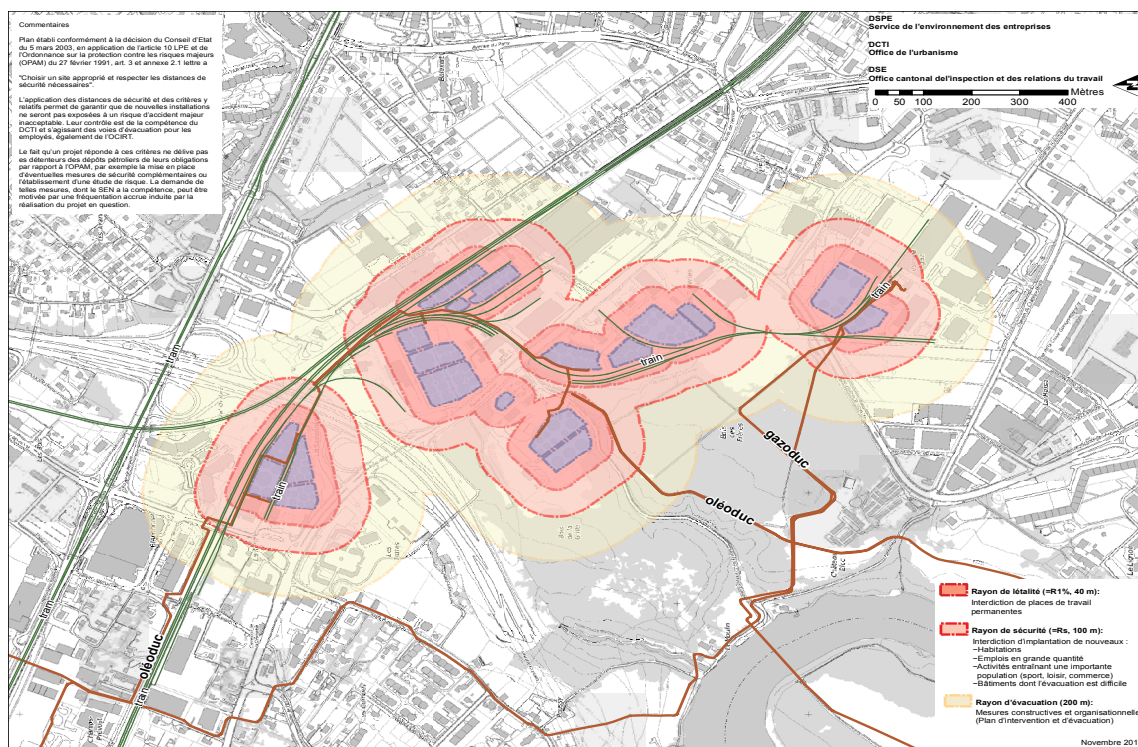 Commentaires
Plan établi conformément à la décision du Conseil d'Etat
du 5 mars 2003, en application de l'article 10 LPE et de
l'Ordonnance sur la protection contre les risques majeurs
(OPAM) du 27 février 1991, art. 3 et annexe 2.1 lettre a
"Choisir un site approprié et respecter les distances de
sécurité nécessaires".
L'application des distances de sécurité et des critères y
relatifs permet de garantir que de nouvelles installations
ne seront pas exposées à un risque d'accident majeur
inacceptable. Leur contrôle est de la compétence du
DCTI et s'agissant des voies d'évacuation pour les
employés, également de l'OCIRT.
Le fait qu'un projet réponde à ces critères ne délive pas
es détenteurs des dépôts pétroliers de leurs obligations
par rapport à l'OPAM, par exemple la mise en place
d'éventuelles mesures de sécurité complémentaires ou
l'établissement d'une étude de risque. La demande de
telles mesures, dont le SEN a la compétence, peut être
motivée par une fréquentation accrue induite par la
réalisation du projet en question.
DSPE
Service de l'environnement des entreprises
DCTI
Office de l'urbanisme
DSE
Office cantonal del'inspection et des relations du travail
Mètres
0 50 100 200 300 400
train
train
train
train
train
train
gazoduc
oléoduc
oléoduc
Bois
des
Frères
Bois
de la
Château
Le Lignon
Rayon de létalité (=R1%, 40 m):
Interdiction de places de travail
permanentes
Rayon de sécurité (=Rs, 100 m):
Interdiction d'implantation de nouveaux :
−Habitations
−Emplois en grande quantité
−Activités entraînant une importante
population (sport, loisir, commerce)
−Bâtiments dont l'évacuation est difficile
Rayon d'évacuation (200 m):
Mesures constructives et organisationnelle
(Plan d'intervention et d'évacuation)
Novembre 201